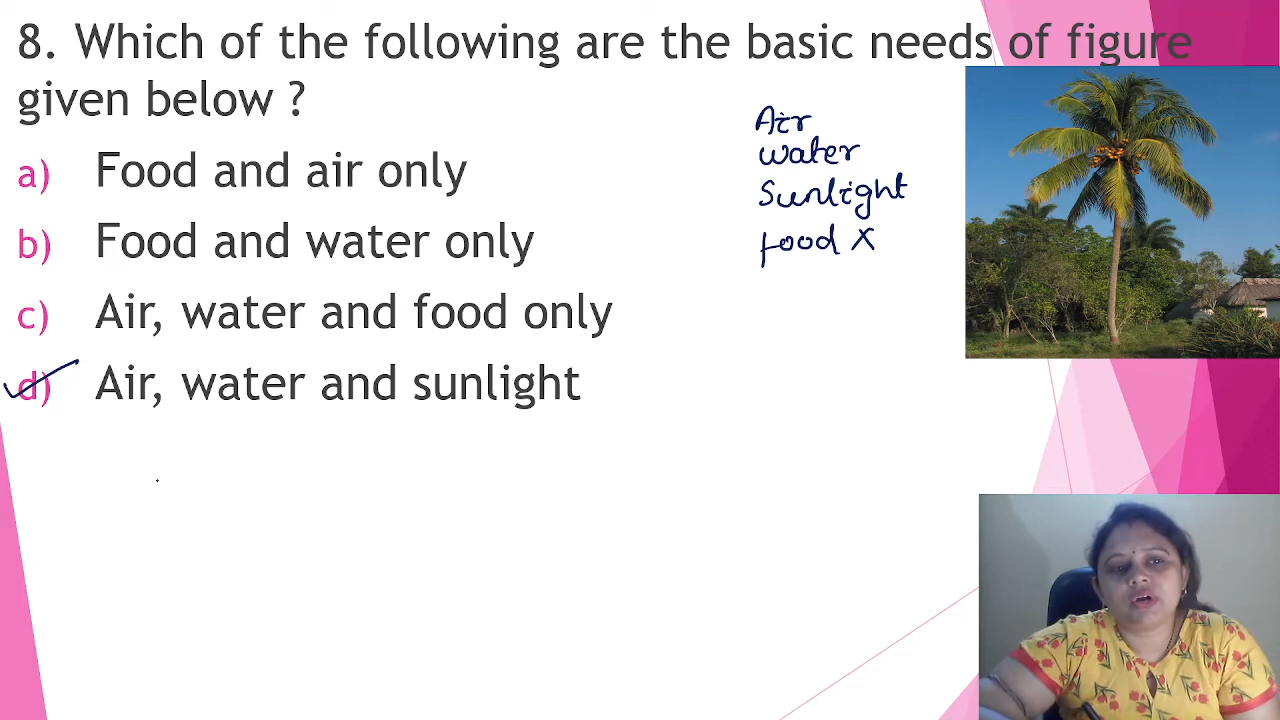 8. Which of the following are the basic needs of figure
given below ?
a) Food and air only
b) Food and water only
c) Air, water and food only
d) Air, water and sunlight
Air
water
Sunlight
food X